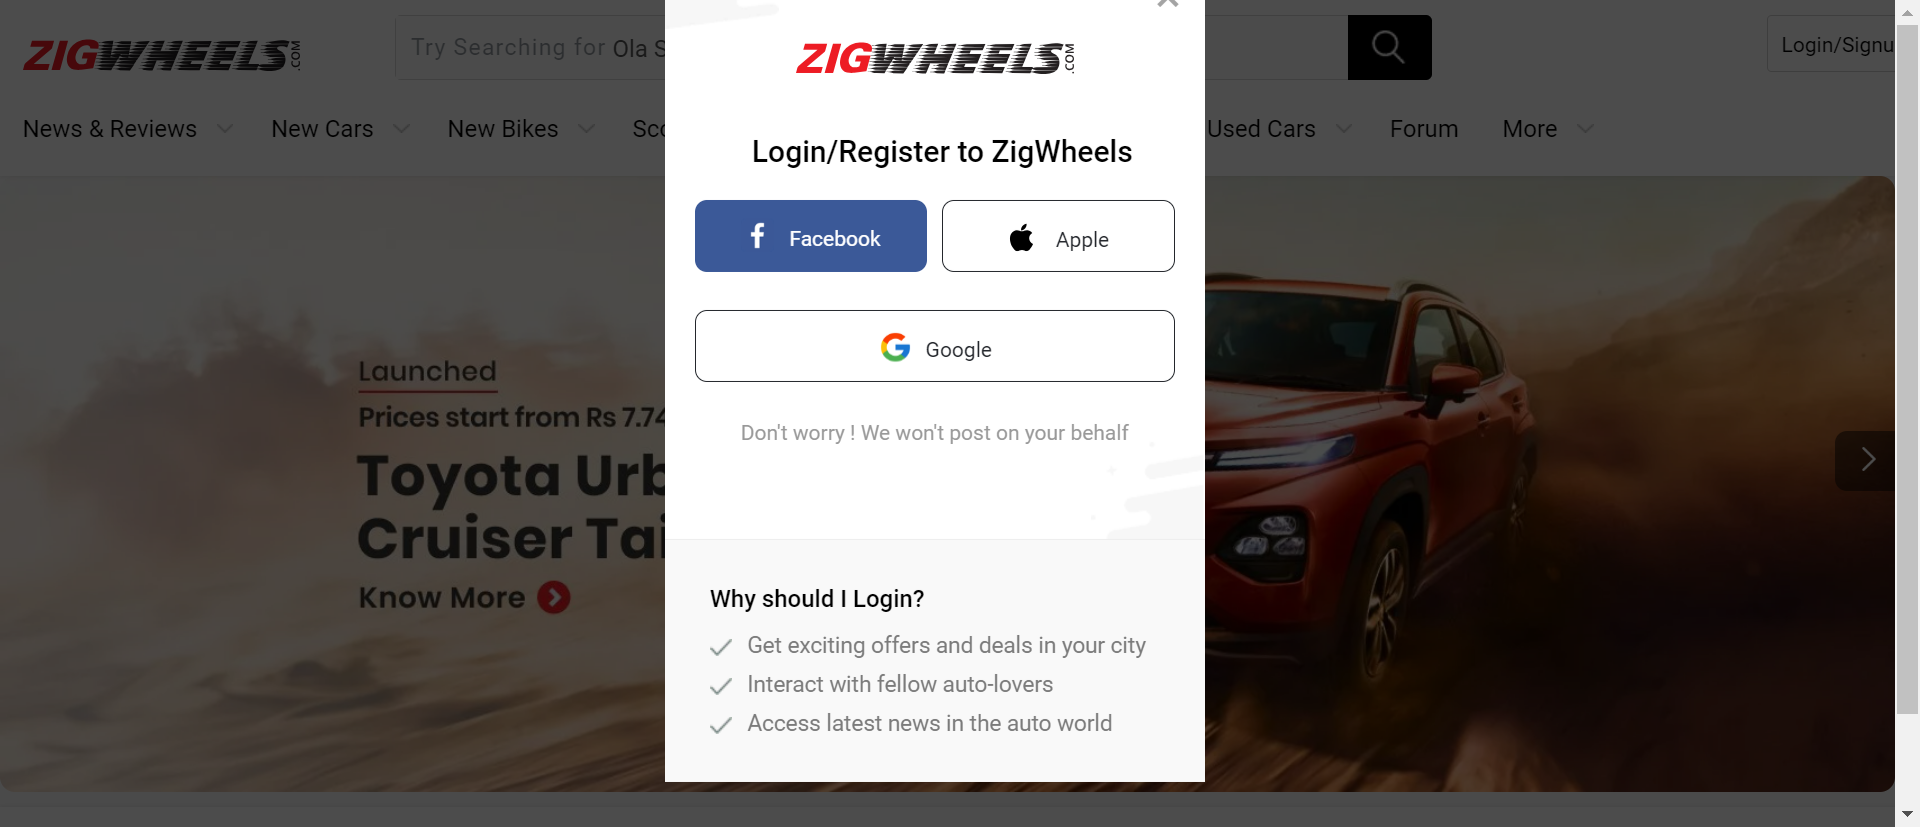 ZIGWHEELS.COM
Try Searching for Ola S
Login/Signu
News & Reviews
New Cars
New Bikes
Sco
Used Cars
Forum
More
Launched
Prices start from Rs 7.74
Toyota Urb
Cruiser Tai
Know More
ZIGWHEELS.COM
Login/Register to ZigWheels
Facebook
Apple
Google
Don't worry ! We won't post on your behalf
Why should I Login?
Get exciting offers and deals in your city
Interact with fellow auto-lovers
Access latest news in the auto world